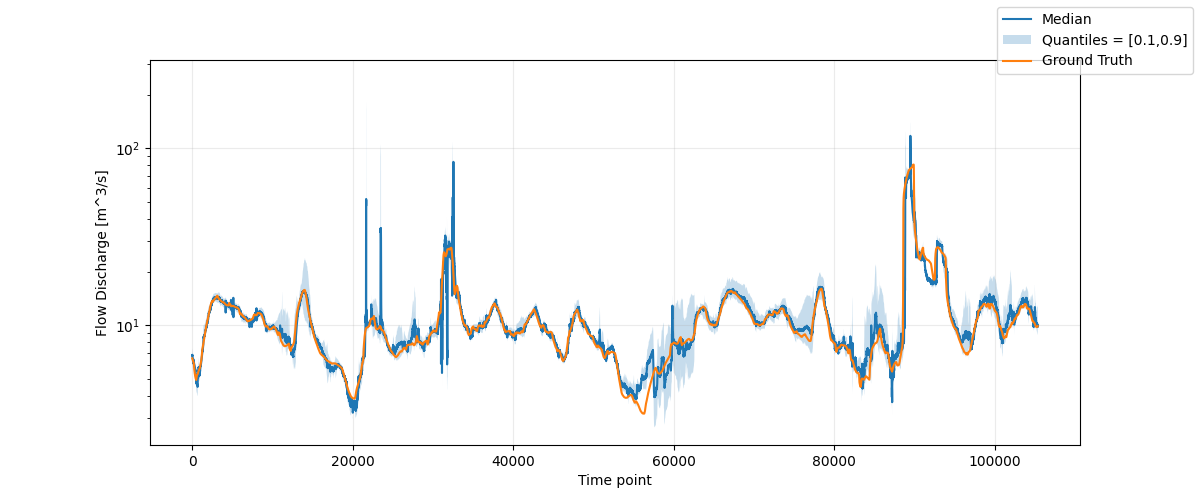 Median
Quantiles = [0.1,0.9]
Ground Truth
10^2
10^1
Flow Discharge [m^3/s]
0 20000 40000 60000 80000 100000
Time point